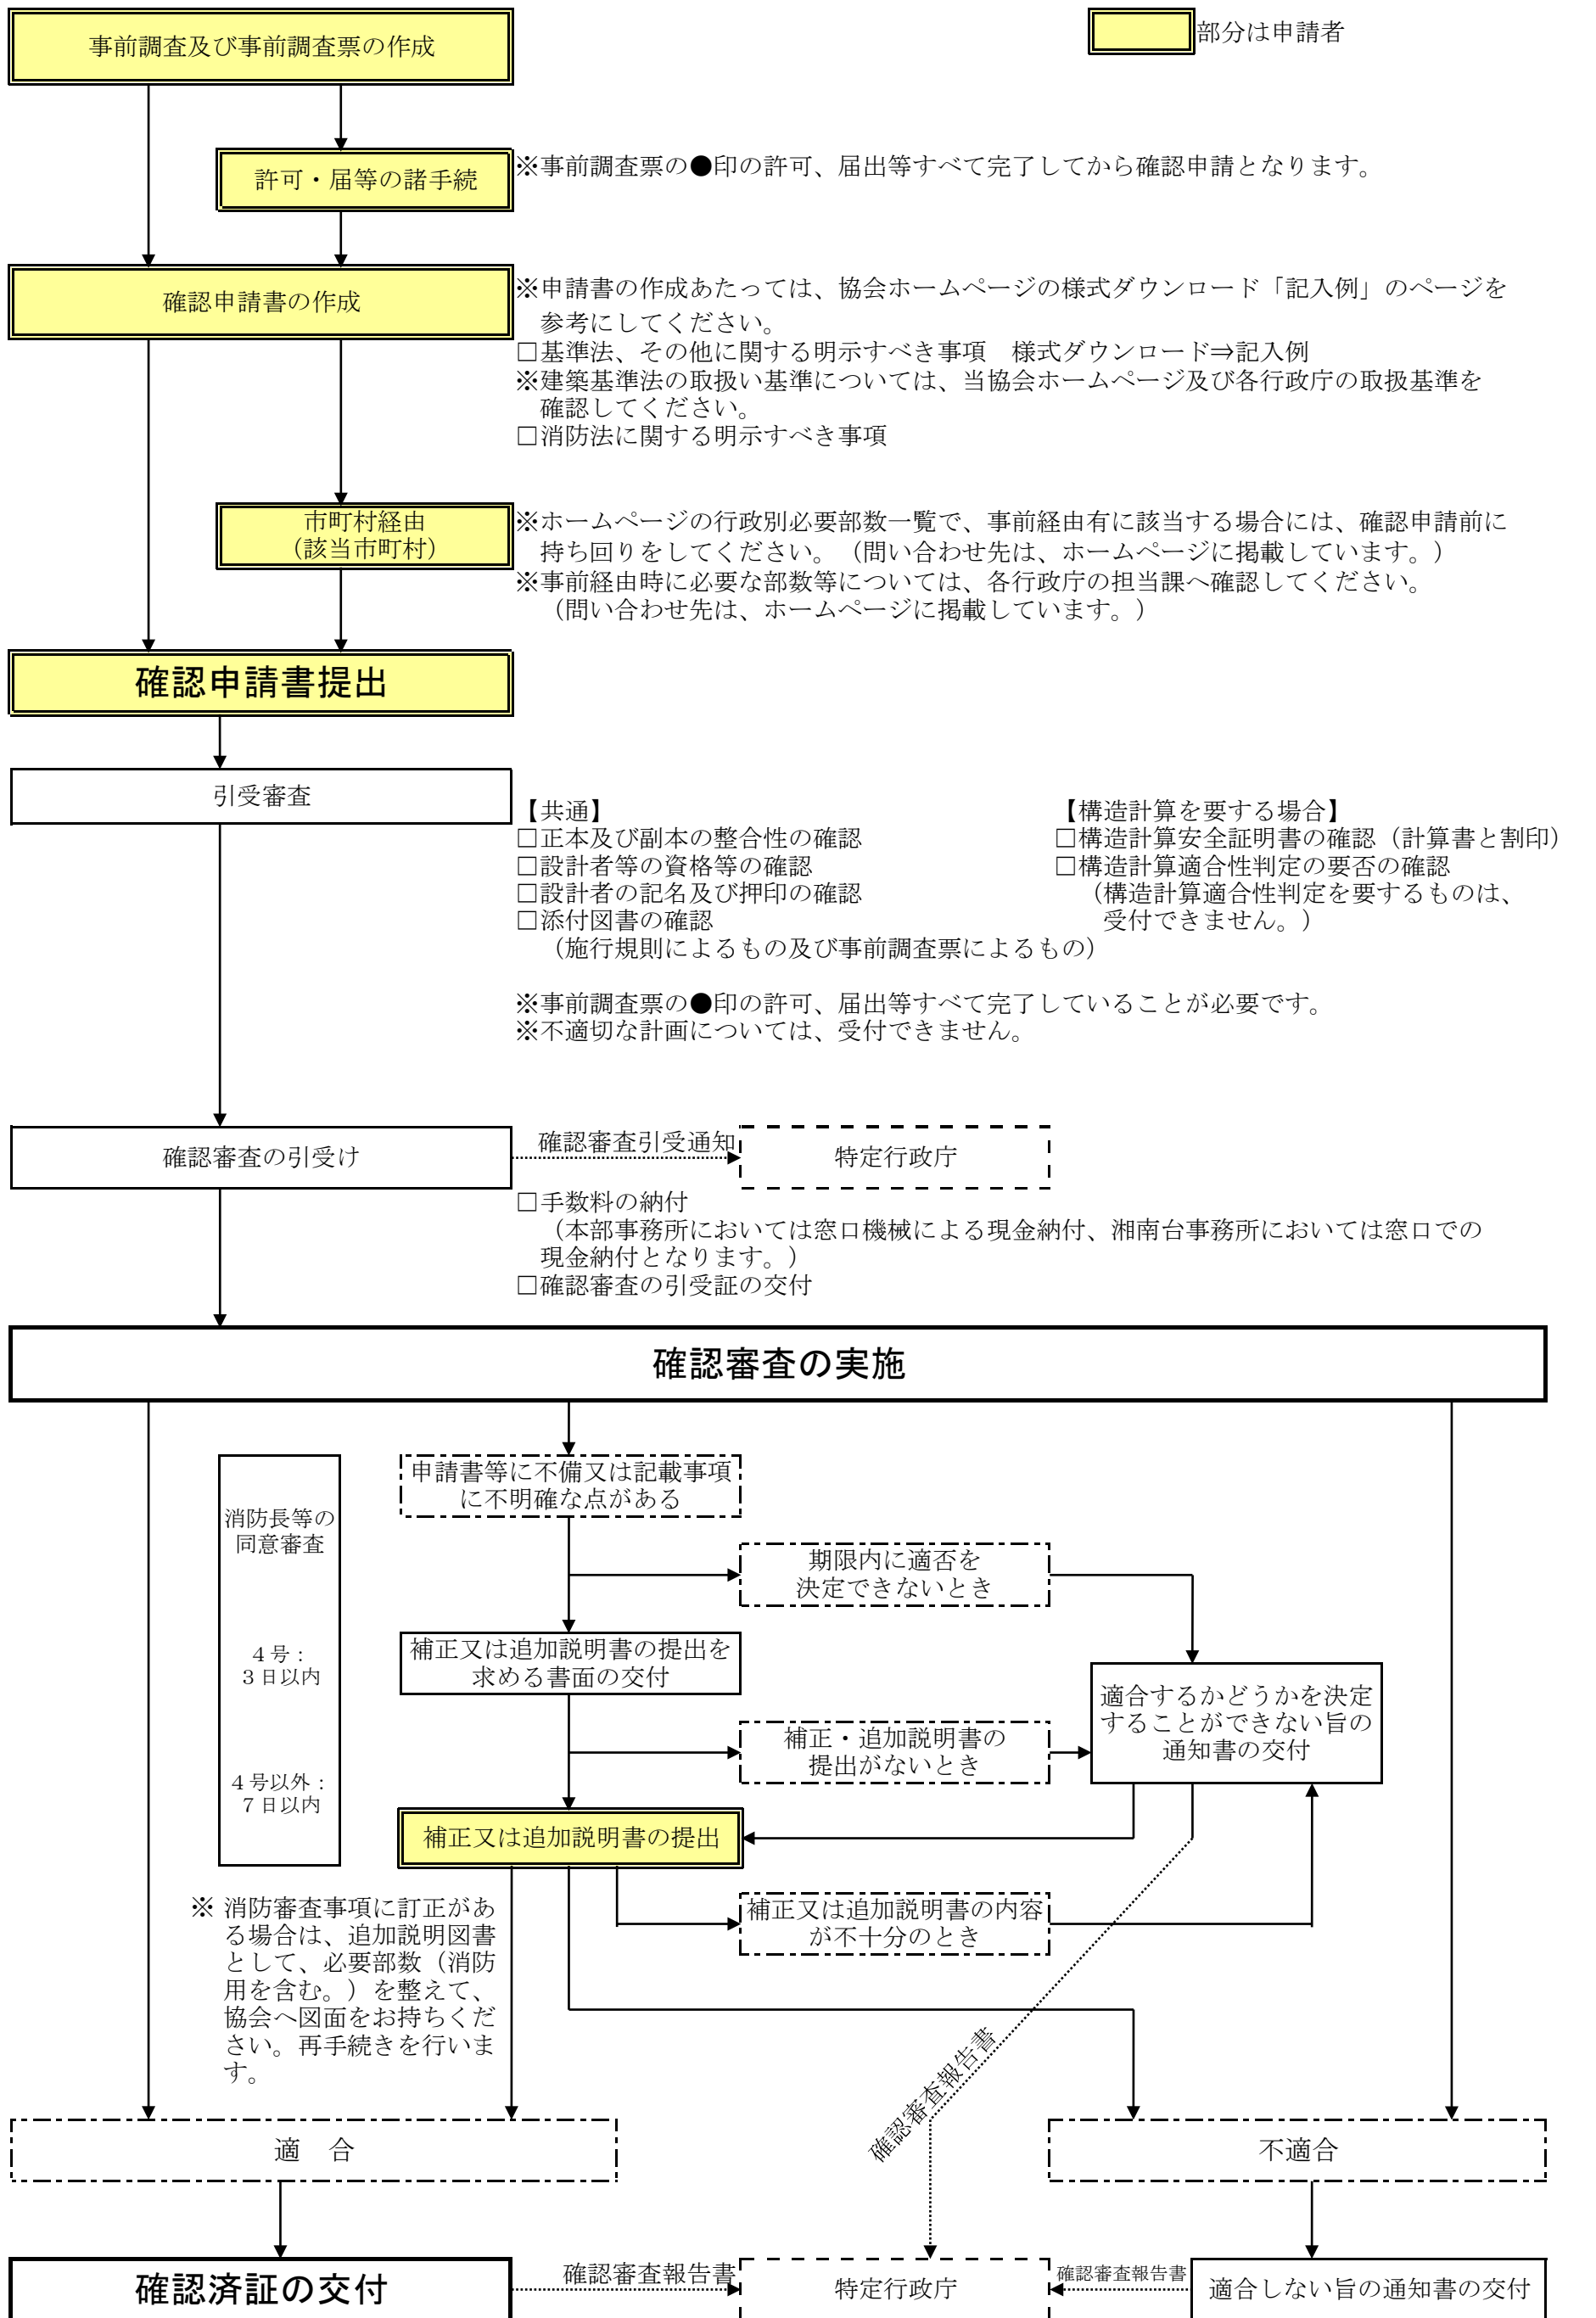 事前調査及び事前調査票の作成
部分は申請者
許可・届等の諸手続
※事前調査票の●印の許可、届出等すべて完了してから確認申請となります。
確認申請書の作成
※申請書の作成あたっては、協会ホームページの様式ダウンロード「記入例」のページを
参考にしてください。
□基準法、その他に関する明示すべき事項　様式ダウンロード⇒記入例
※建築基準法の取扱い基準については、当協会ホームページ及び各行政庁の取扱基準を
確認してください。
□消防法に関する明示すべき事項
市町村経由
（該当市町村）
※ホームページの行政別必要部数一覧で、事前経由有に該当する場合には、確認申請前に
持ち回りをしてください。（問い合わせ先は、ホームページに掲載しています。）
※事前経由時に必要な部数等については、各行政庁の担当課へ確認してください。
（問い合わせ先は、ホームページに掲載しています。）
確認申請書提出
引受審査
【共通】
□正本及び副本の整合性の確認
□設計者等の資格等の確認
□設計者の記名及び押印の確認
□添付図書の確認
（施行規則によるもの及び事前調査票によるもの）
【構造計算を要する場合】
□構造計算安全証明書の確認（計算書と割印）
□構造計算適合性判定の要否の確認
（構造計算適合性判定を要するものは、
受付できません。）
※事前調査票の●印の許可、届出等すべて完了していることが必要です。
※不適切な計画については、受付できません。
確認審査の引受け
確認審査引受通知
特定行政庁
□手数料の納付
（本部事務所においては窓口機械による現金納付、湘南台事務所においては窓口での
現金納付となります。）
□確認審査の引受証の交付
確認審査の実施
消防長等の
同意審査
４号：
３日以内
４号以外：
７日以内
申請書等に不備又は記載事項
に不明確な点がある
期限内に適否を
決定できないとき
補正又は追加説明書の提出を
求める書面の交付
適合するかどうかを決定
することができない旨の
通知書の交付
補正・追加説明書の
提出がないとき
補正又は追加説明書の提出
補正又は追加説明書の内容
が不十分のとき
※ 消防審査事項に訂正があ
る場合は、追加説明図書
として、必要部数（消防
用を含む。）を整えて、
協会へ図面をお持ちくだ
さい。再手続きを行いま
す。
確認審査報告書
適　合
不適合
確認済証の交付
確認審査報告書
特定行政庁
確認審査報告書
適合しない旨の通知書の交付